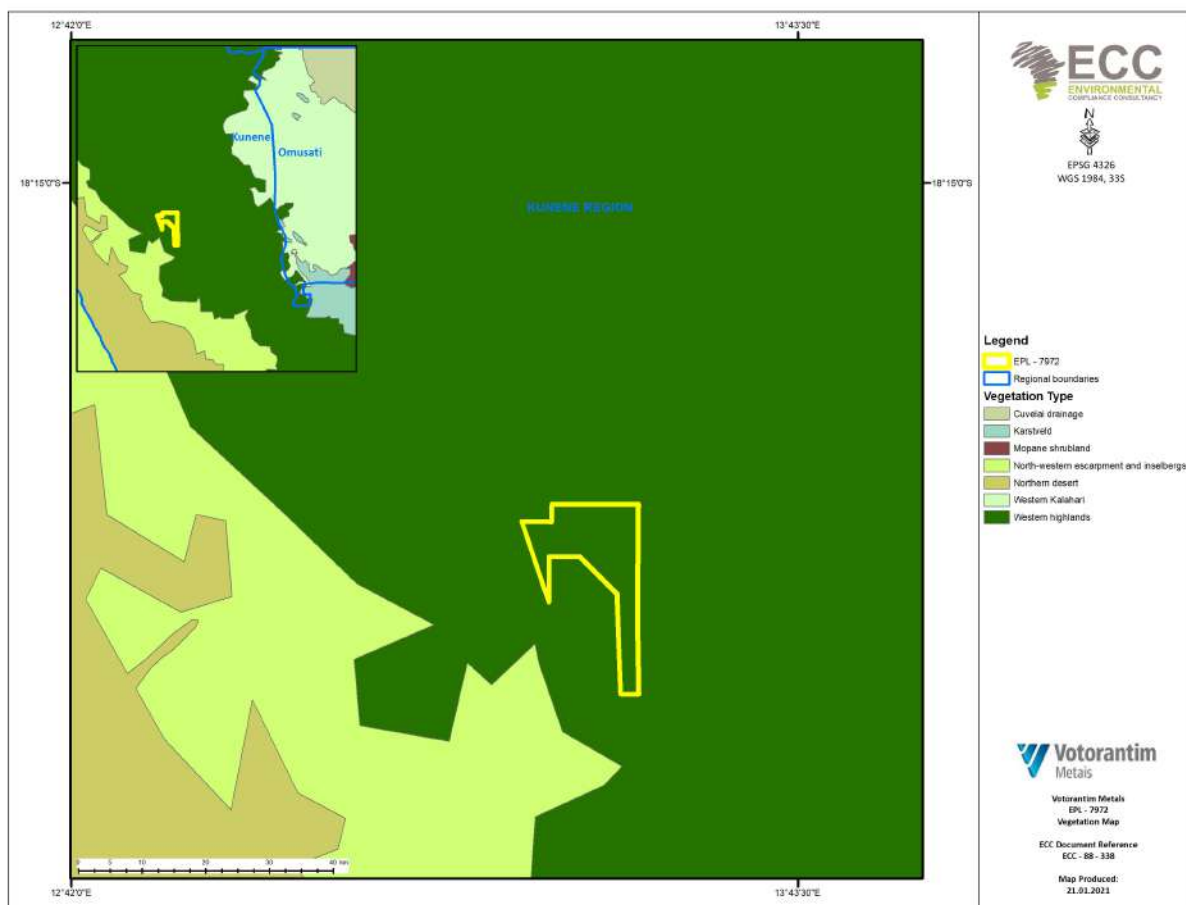 12°42'0"E
13°43'30"E
18°15'0"S
18°15'0"S
Kunene
Omusati
KUNENE REGION
0 5 10 20 30 40 km
12°42'0"E
13°43'30"E
ECC
ENVIRONMENTAL
COMPLIANCE CONSULTANCY
N
EPSG 4326
WGS 1984, 33S
Legend
EPL - 7972
Regional boundaries
Vegetation Type
Cuvelai drainage
Karstveld
Mopane shrubland
North-western escarpment and inselbergs
Northern desert
Western Kalahari
Western highlands
Votorantim
Metais
Votorantim Metals
EPL - 7972
Vegetation Map
ECC Document Reference
ECC - 88 - 338
Map Produced:
21.01.2021